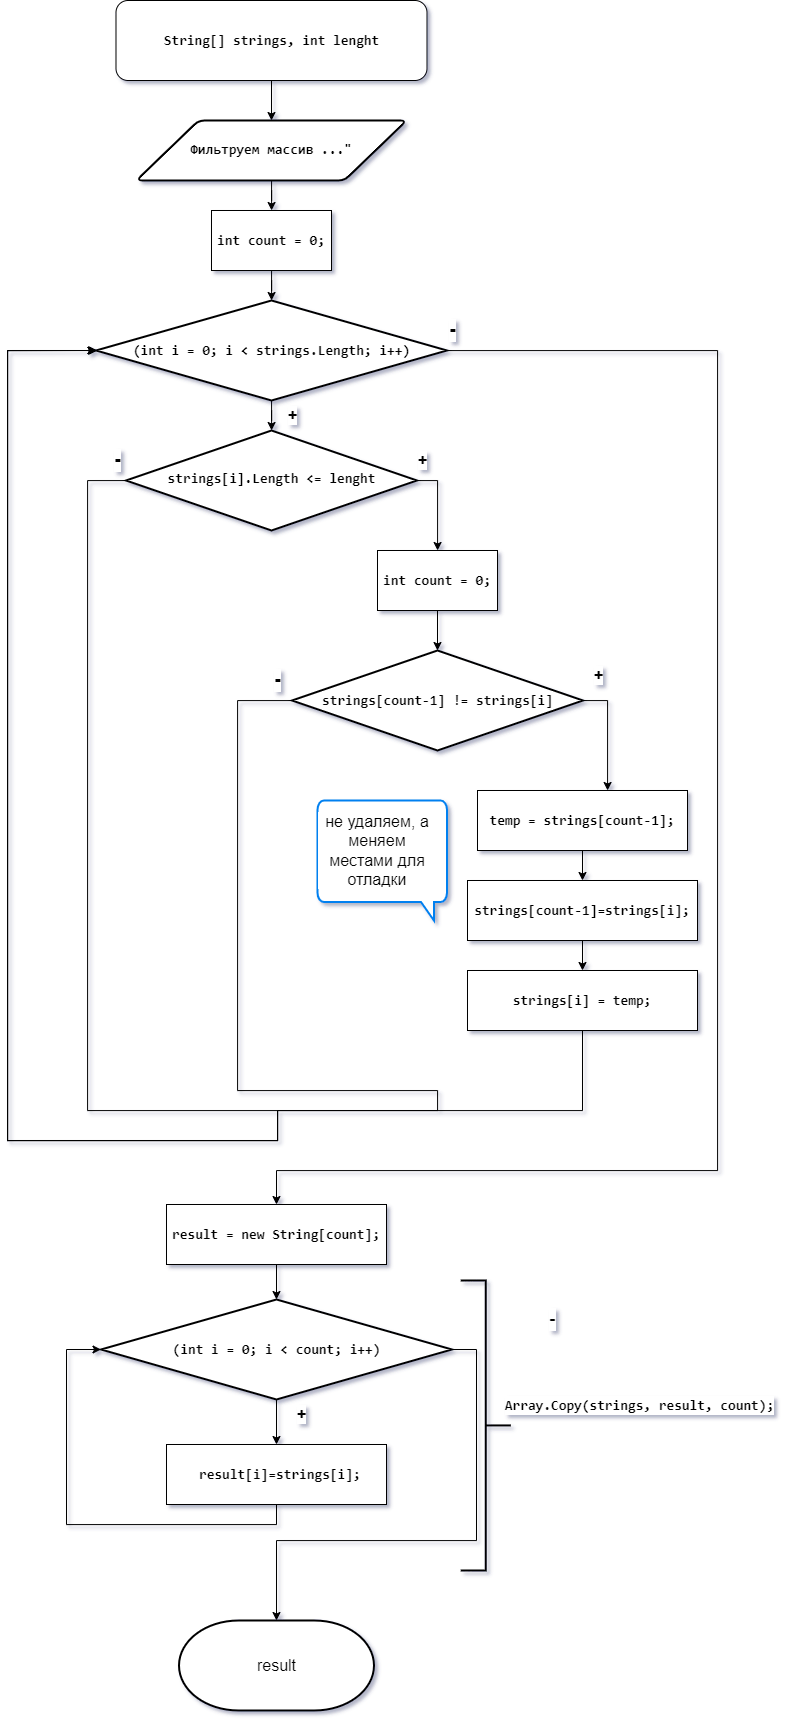 String[] strings, int lenght
Фильтруем массив ..."
int count = 0;
-
(int i = 0; i < strings.Length; i++)
+
-
+
strings[i].Length <= lenght
int count = 0;
-
+
strings[count-1] != strings[i]
temp = strings[count-1];
не удаляем, а
меняем
местами для
отладки
strings[count-1]=strings[i];
strings[i] = temp;
result = new String[count];
-
(int i = 0; i < count; i++)
Array.Copy(strings, result, count);
+
result[i]=strings[i];
result